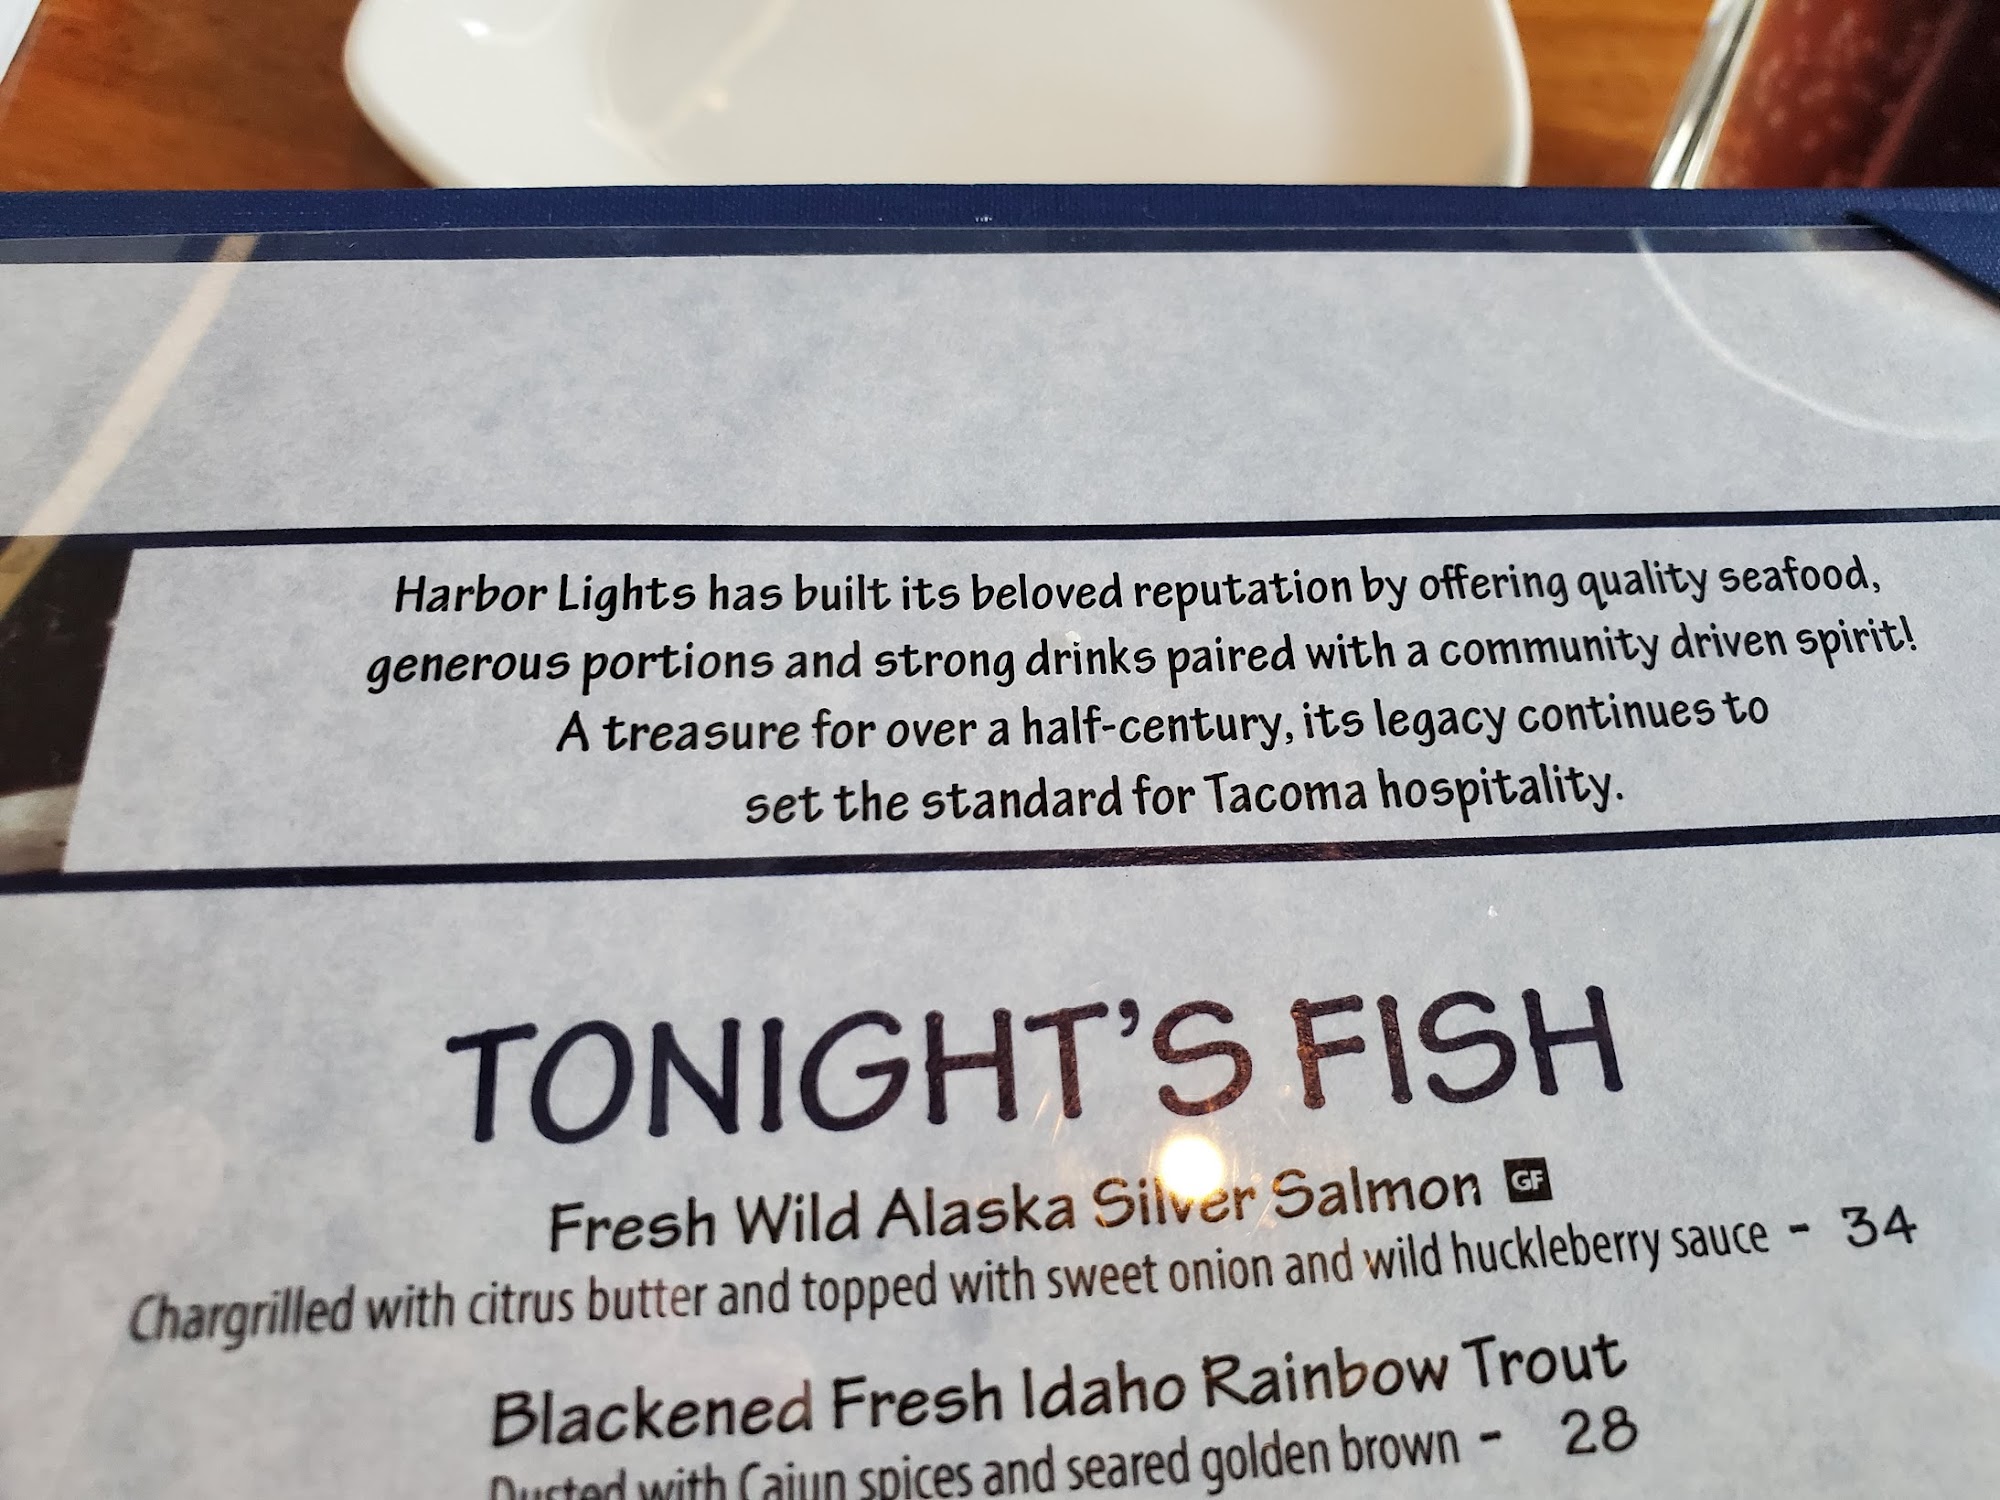 Harbor Lights has built its beloved reputation by offering quality seafood,
generous portions and strong drinks paired with a community driven spirit!
A treasure for over a half-century, its legacy continues to
set the standard for Tacoma hospitality.
TONIGHT'S FISH
Fresh Wild Alaska Silver Salmon GF
Chargrilled with citrus butter and topped with sweet onion and wild huckleberry sauce - 34
Blackened Fresh Idaho Rainbow Trout
Dusted with Cajun spices and seared golden brown - 28